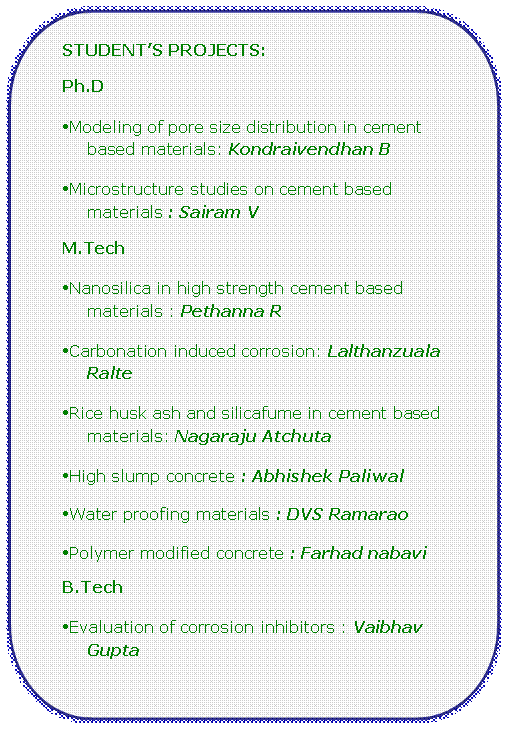 STUDENT’S PROJECTS:
Ph.D
•Modeling of pore size distribution in cement
based materials: Kondraivendhan B
•Microstructure studies on cement based
materials : Sairam V
M.Tech
•Nanosilica in high strength cement based
materials : Pethanna R
•Carbonation induced corrosion: Lalthanzuala
Ralte
•Rice husk ash and silicafume in cement based
materials: Nagaraju Atchuta
•High slump concrete : Abhishek Paliwal
•Water proofing materials : DVS Ramarao
•Polymer modified concrete : Farhad nabavi
B.Tech
•Evaluation of corrosion inhibitors : Vaibhav
Gupta